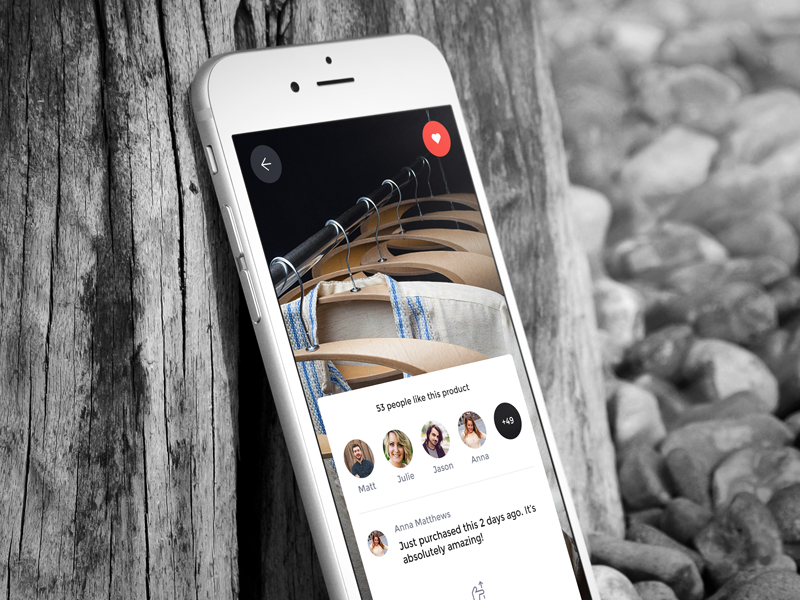 53 people like this product
+49
Matt Julie Jason Anna
Anna Matthews
Just purchased this 2 days ago. It's
absolutely amazing!